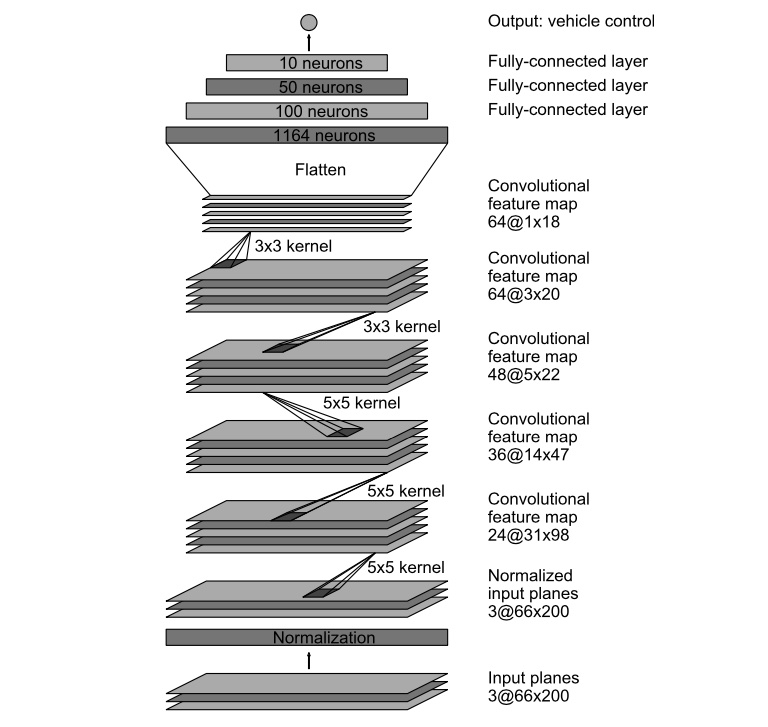 Output: vehicle control
10 neurons
Fully-connected layer
50 neurons
Fully-connected layer
100 neurons
Fully-connected layer
1164 neurons
Flatten
Convolutional
feature map
64@1x18
3x3 kernel
Convolutional
feature map
64@3x20
3x3 kernel
Convolutional
feature map
48@5x22
5x5 kernel
Convolutional
feature map
36@14x47
5x5 kernel
Convolutional
feature map
24@31x98
5x5 kernel
Normalized
input planes
3@66x200
Normalization
Input planes
3@66x200